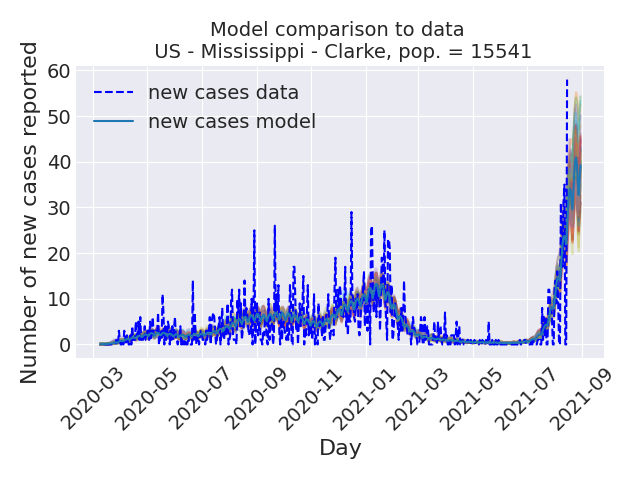 Model comparison to data
US - Mississippi - Clarke, pop. = 15541
Number of new cases reported
60
50
40
30
20
10
0
new cases data
new cases model
2020-03
2020-05
2020-07
2020-09
2020-11
2021-01
2021-03
2021-05
2021-07
2021-09
Day